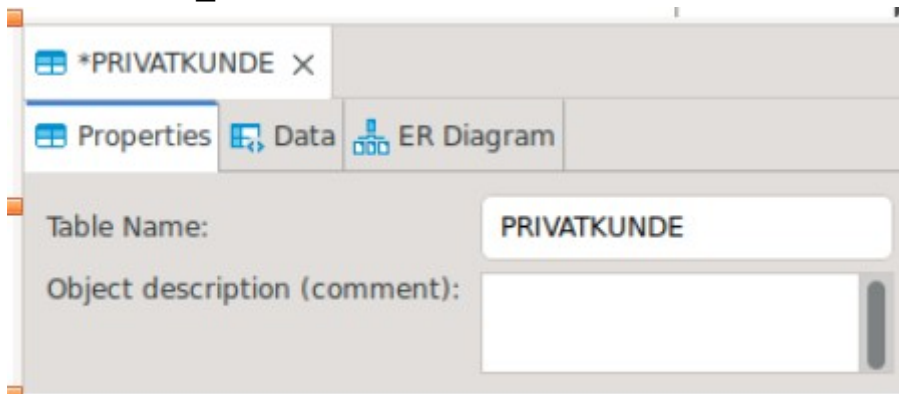 *PRIVATKUNDE
Properties Data ER Diagram
Table Name: PRIVATKUNDE
Object description (comment):